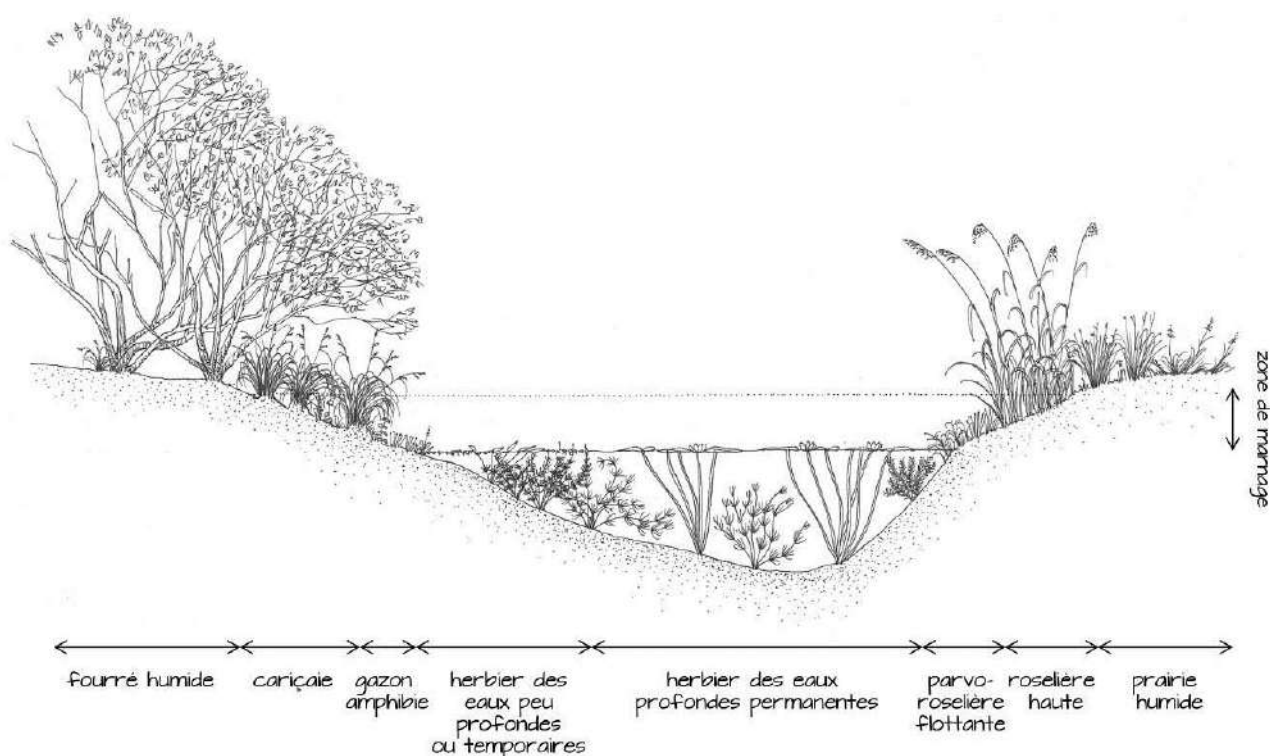 zone de marnage
fourré humide
cariçaie
gazon
amphibie
herbier des
eaux peu
profondes
ou temporaires
herbier des eaux
profondes permanentes
parvo-
roselière
flottante
roselière
haute
prairie
humide